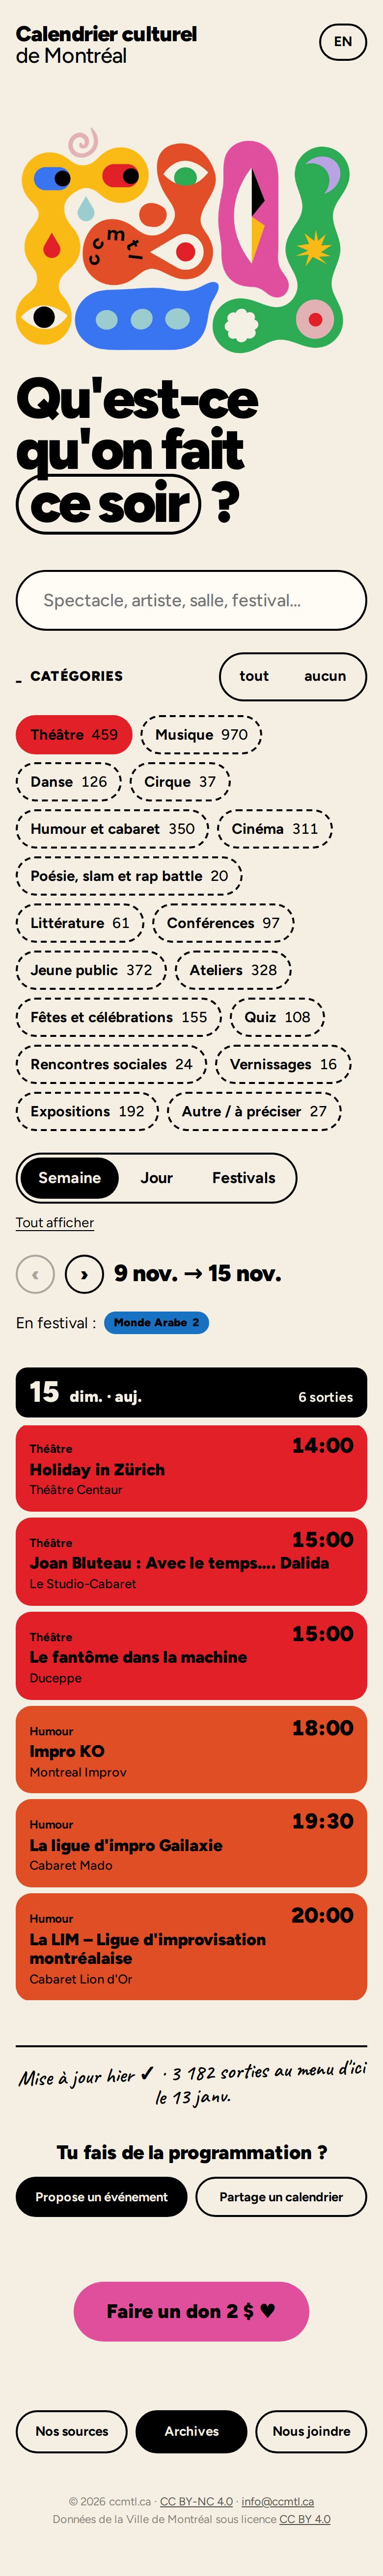 Calendrier culturel
de Montréal
EN
ccmtl
Qu'est-ce
qu'on fait
ce soir ?
Spectacle, artiste, salle, festival...
– CATÉGORIES
tout aucun
Théâtre 459 Musique 970
Danse 126 Cirque 37
Humour et cabaret 350 Cinéma 311
Poésie, slam et rap battle 20
Littérature 61 Conférences 97
Jeune public 372 Ateliers 328
Fêtes et célébrations 155 Quiz 108
Rencontres sociales 24 Vernissages 16
Expositions 192 Autre / à préciser 27
Semaine Jour Festivals
Tout afficher
‹ › 9 nov. → 15 nov.
En festival : Monde Arabe 2
15 dim. · auj. 6 sorties
Théâtre 14:00
Holiday in Zürich
Théâtre Centaur
Théâtre 15:00
Joan Bluteau : Avec le temps.... Dalida
Le Studio-Cabaret
Théâtre 15:00
Le fantôme dans la machine
Duceppe
Humour 18:00
Impro KO
Montreal Improv
Humour 19:30
La ligue d'impro Gailaxie
Cabaret Mado
Humour 20:00
La LIM – Ligue d'improvisation
montréalaise
Cabaret Lion d'Or
Mise à jour hier ✓ · 3 182 sorties au menu d'ici
le 13 janv.
Tu fais de la programmation ?
Propose un événement Partage un calendrier
Faire un don 2 $ ♥
Nos sources Archives Nous joindre
© 2026 ccmtl.ca · CC BY-NC 4.0 · info@ccmtl.ca
Données de la Ville de Montréal sous licence CC BY 4.0